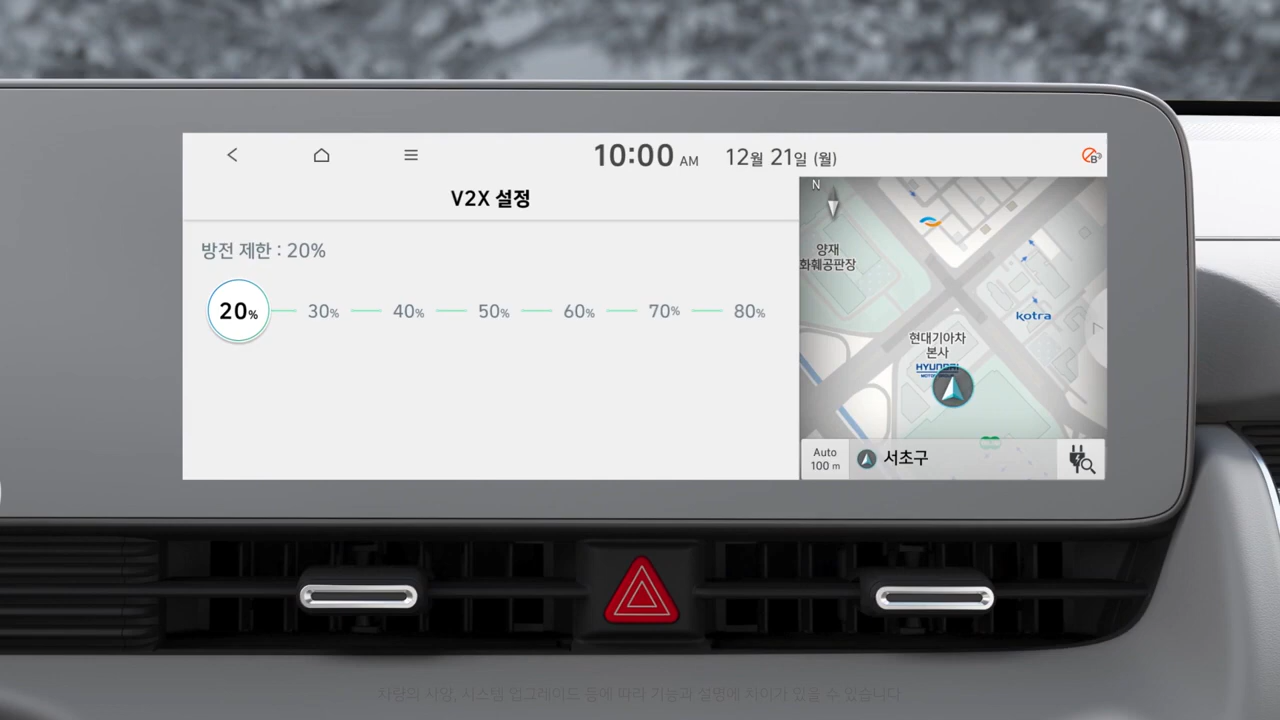 10:00 AM 12월 21일 (월)
B
V2X 설정
방전 제한 : 20%
20% 30% 40% 50% 60% 70% 80%
N
양재
화훼공판장
kotra
현대기아차
본사
HYUNDAI
Auto
100 m
서초구
차량의 사양, 시스템 업그레이드 등에 따라 기능과 설명에 차이가 있을 수 있습니다